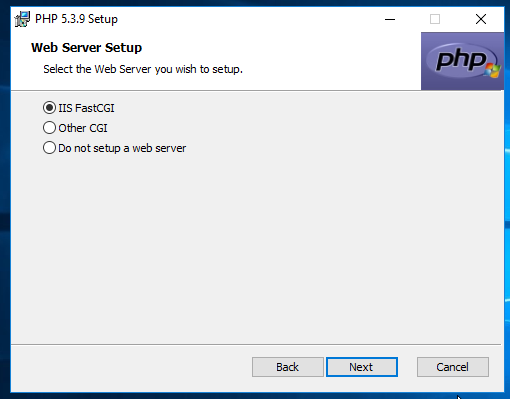 PHP 5.3.9 Setup
Web Server Setup
Select the Web Server you wish to setup.
php
IIS FastCGI
Other CGI
Do not setup a web server
Back
Next
Cancel